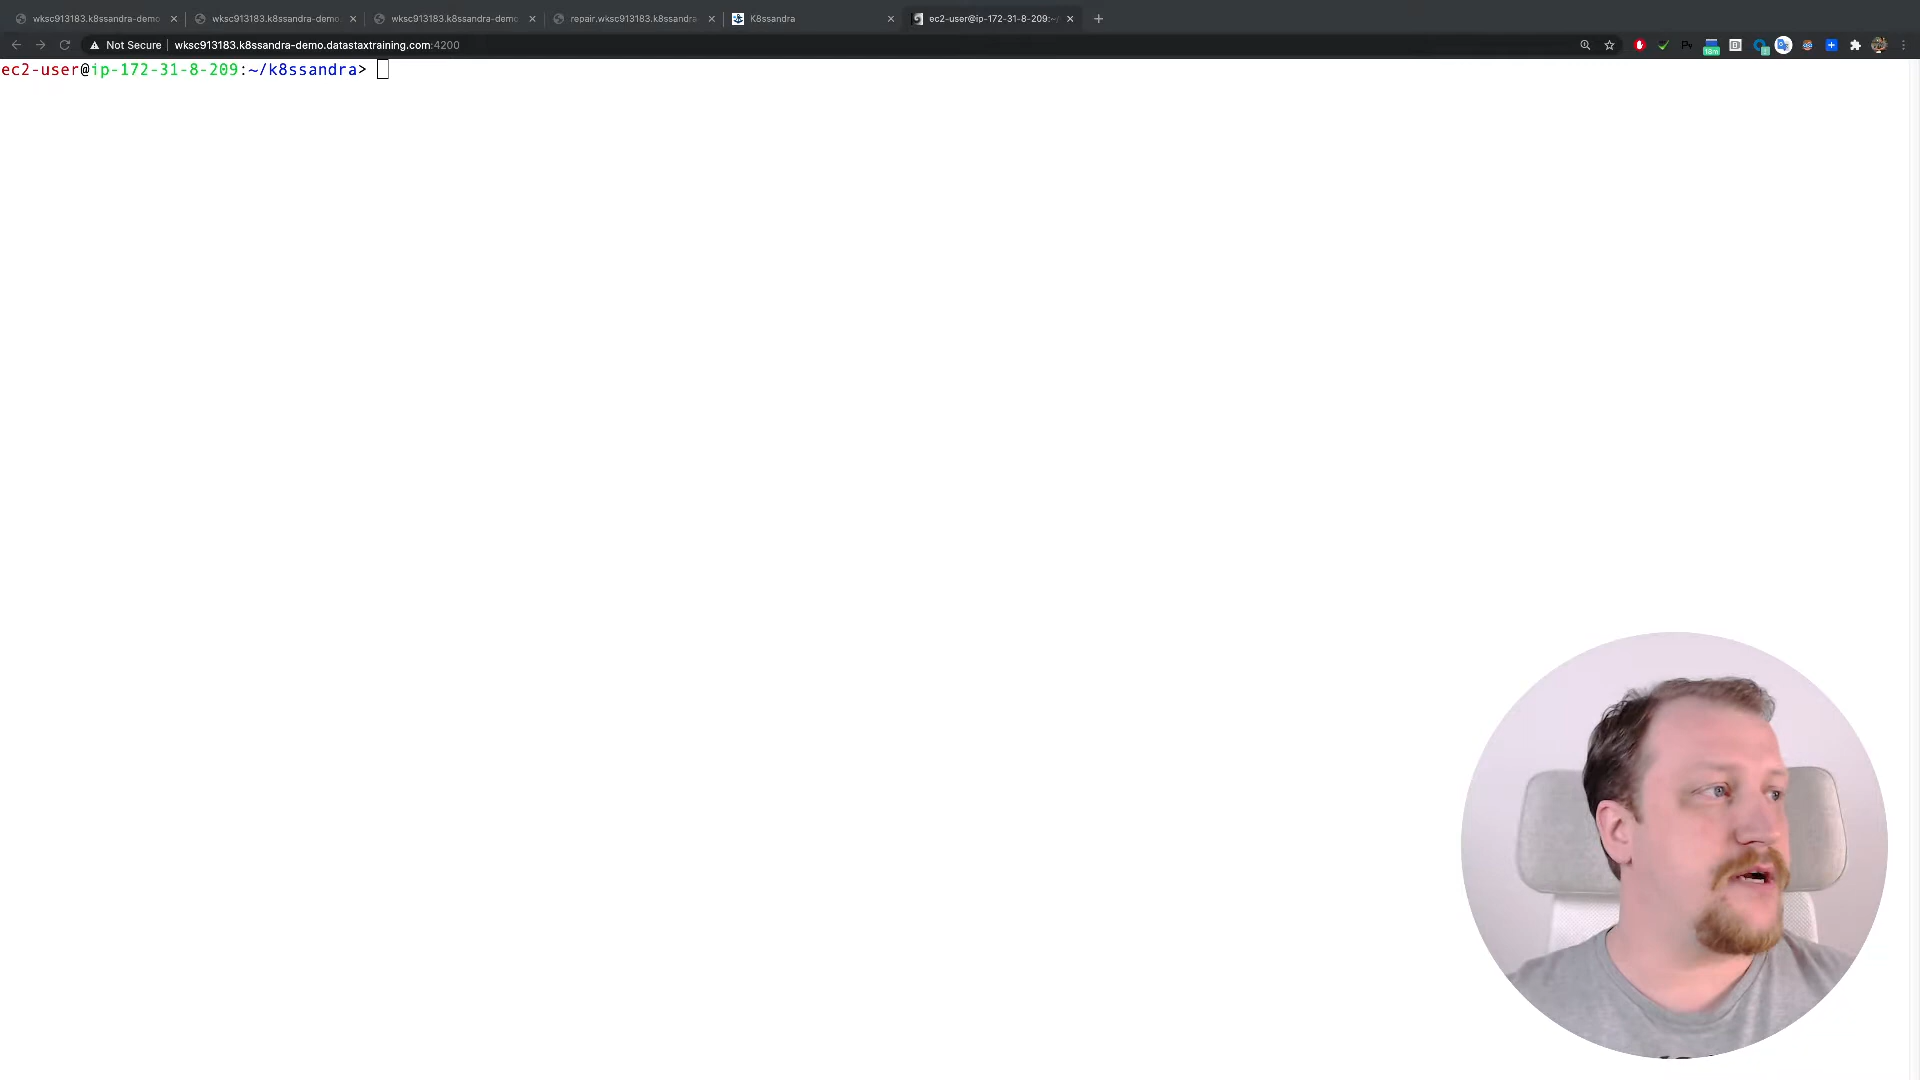 wksc913183.k8ssandra-demo
wksc913183.k8ssandra-demo
wksc913183.k8ssandra-demo
repair.wksc913183.k8ssandra
K8ssandra
ec2-user@ip-172-31-8-209:~/
Not Secure
wksc913183.k8ssandra-demo.datastaxtraining.com:4200
ec2-user@ip-172-31-8-209:~/k8ssandra>